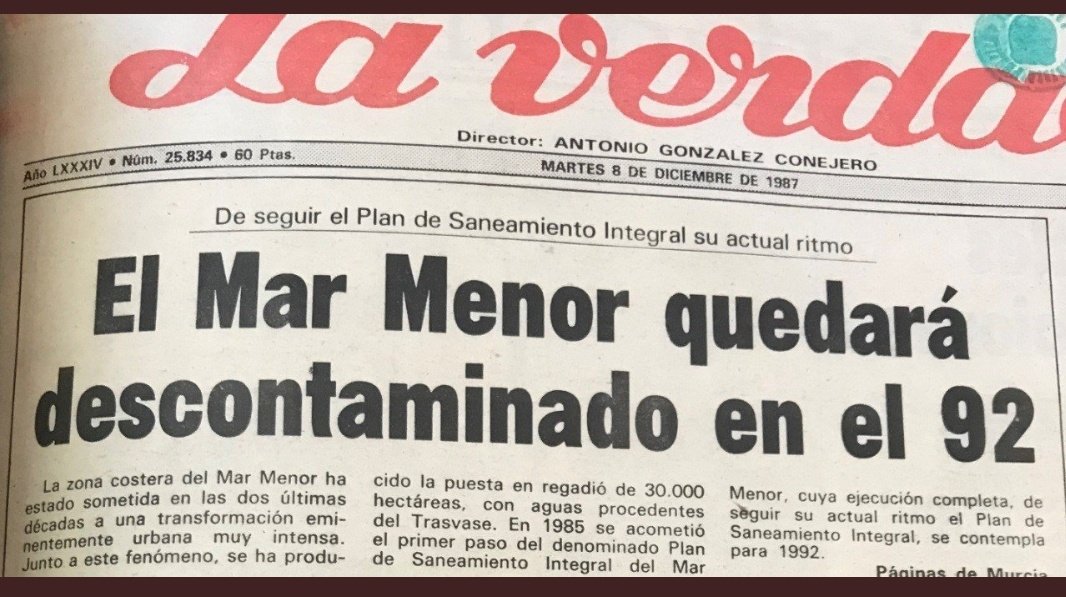 La verda
Director: ANTONIO GONZALEZ CONEJERO
Año LXXXIV • Núm. 25.834 • 60 Ptas.
MARTES 8 DE DICIEMBRE DE 1987
De seguir el Plan de Saneamiento Integral su actual ritmo
El Mar Menor quedará
descontaminado en el 92
La zona costera del Mar Menor ha
estado sometida en las dos últimas
décadas a una transformación emi-
nentemente urbana muy intensa.
Junto a este fenómeno, se ha produ-
cido la puesta en regadió de 30.000
hectáreas, con aguas procedentes
del Trasvase. En 1985 se acometió
el primer paso del denominado Plan
de Saneamiento Integral del Mar
Menor, cuya ejecución completa, de
seguir su actual ritmo el Plan de
Saneamiento Integral, se contempla
para 1992.
Páginas de Murcia